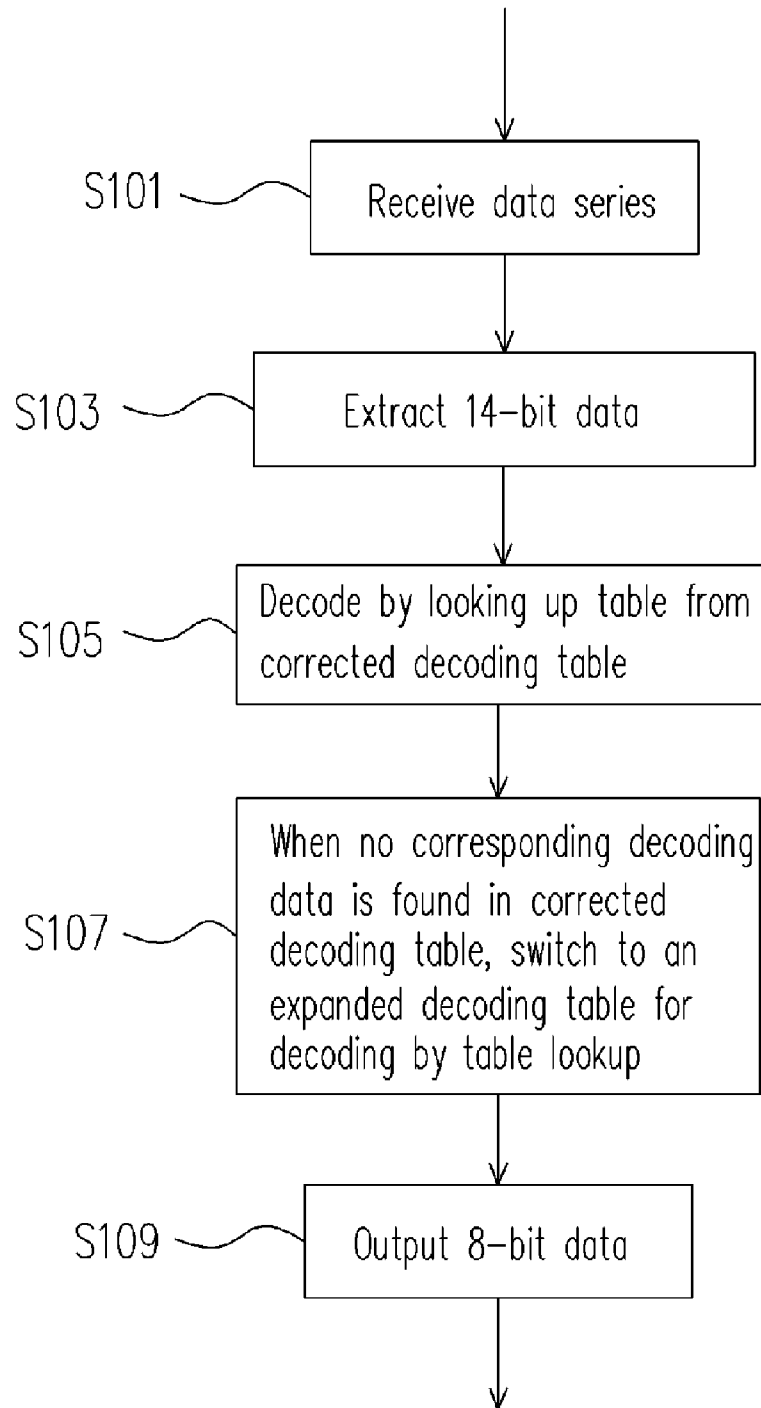 S101
Receive data series
S103
Extract 14-bit data
S105
Decode by looking up table from
corrected decoding table
S107
When no corresponding decoding
data is found in corrected
decoding table, switch to an
expanded decoding table for
decoding by table lookup
S109
Output 8-bit data